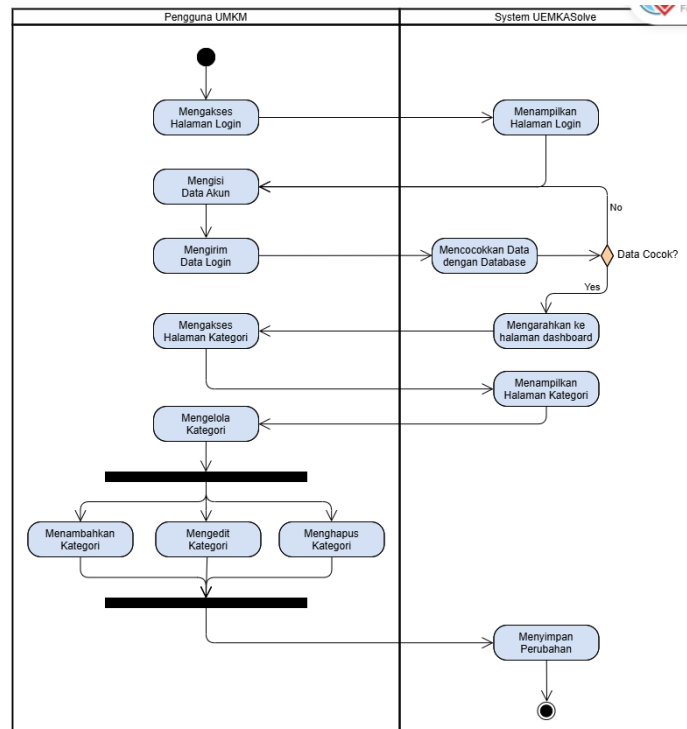 Pengguna UMKM
System UEMKASolve
Mengakses
Halaman Login
Menampilkan
Halaman Login
Mengisi
Data Akun
No
Mengirim
Data Login
Mencocokkan Data
dengan Database
Data Cocok?
Yes
Mengakses
Halaman Kategori
Mengarahkan ke
halaman dashboard
Menampilkan
Halaman Kategori
Mengelola
Kategori
Menambahkan
Kategori
Mengedit
Kategori
Menghapus
Kategori
Menyimpan
Perubahan